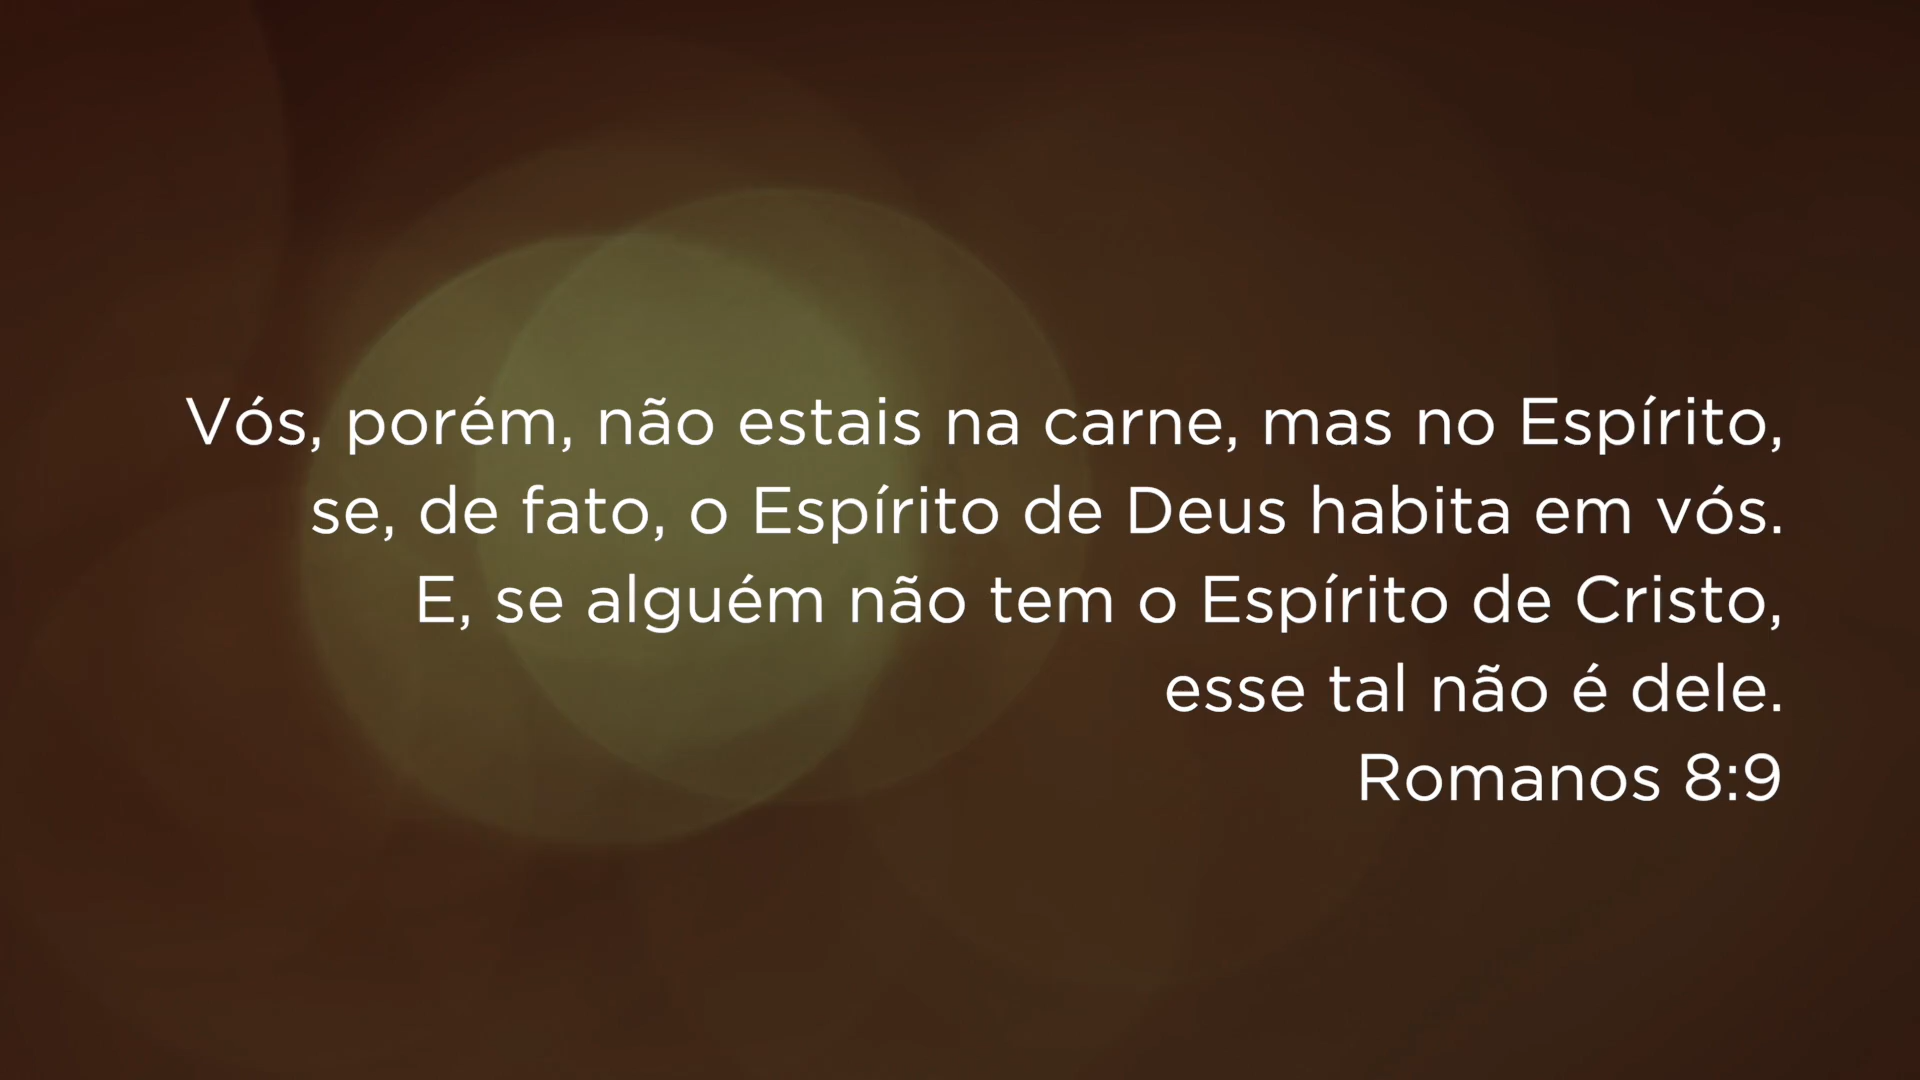 Vós, porém, não estais na carne, mas no Espírito,
se, de fato, o Espírito de Deus habita em vós.
E, se alguém não tem o Espírito de Cristo,
esse tal não é dele.
Romanos 8:9